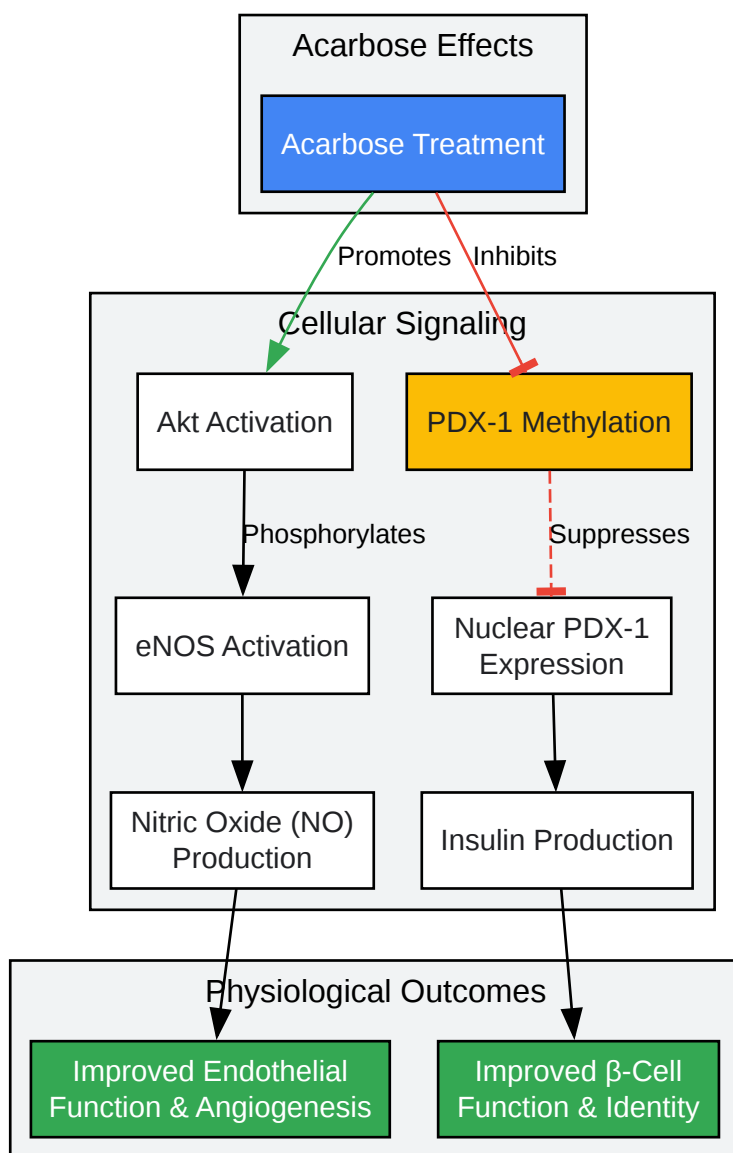 Acarbose Effects
Acarbose Treatment
Promotes
Inhibits
Cellular Signaling
Akt Activation
PDX-1 Methylation
Phosphorylates
Suppresses
eNOS Activation
Nuclear PDX-1
Expression
Nitric Oxide (NO)
Production
Insulin Production
Physiological Outcomes
Improved Endothelial
Function & Angiogenesis
Improved β-Cell
Function & Identity